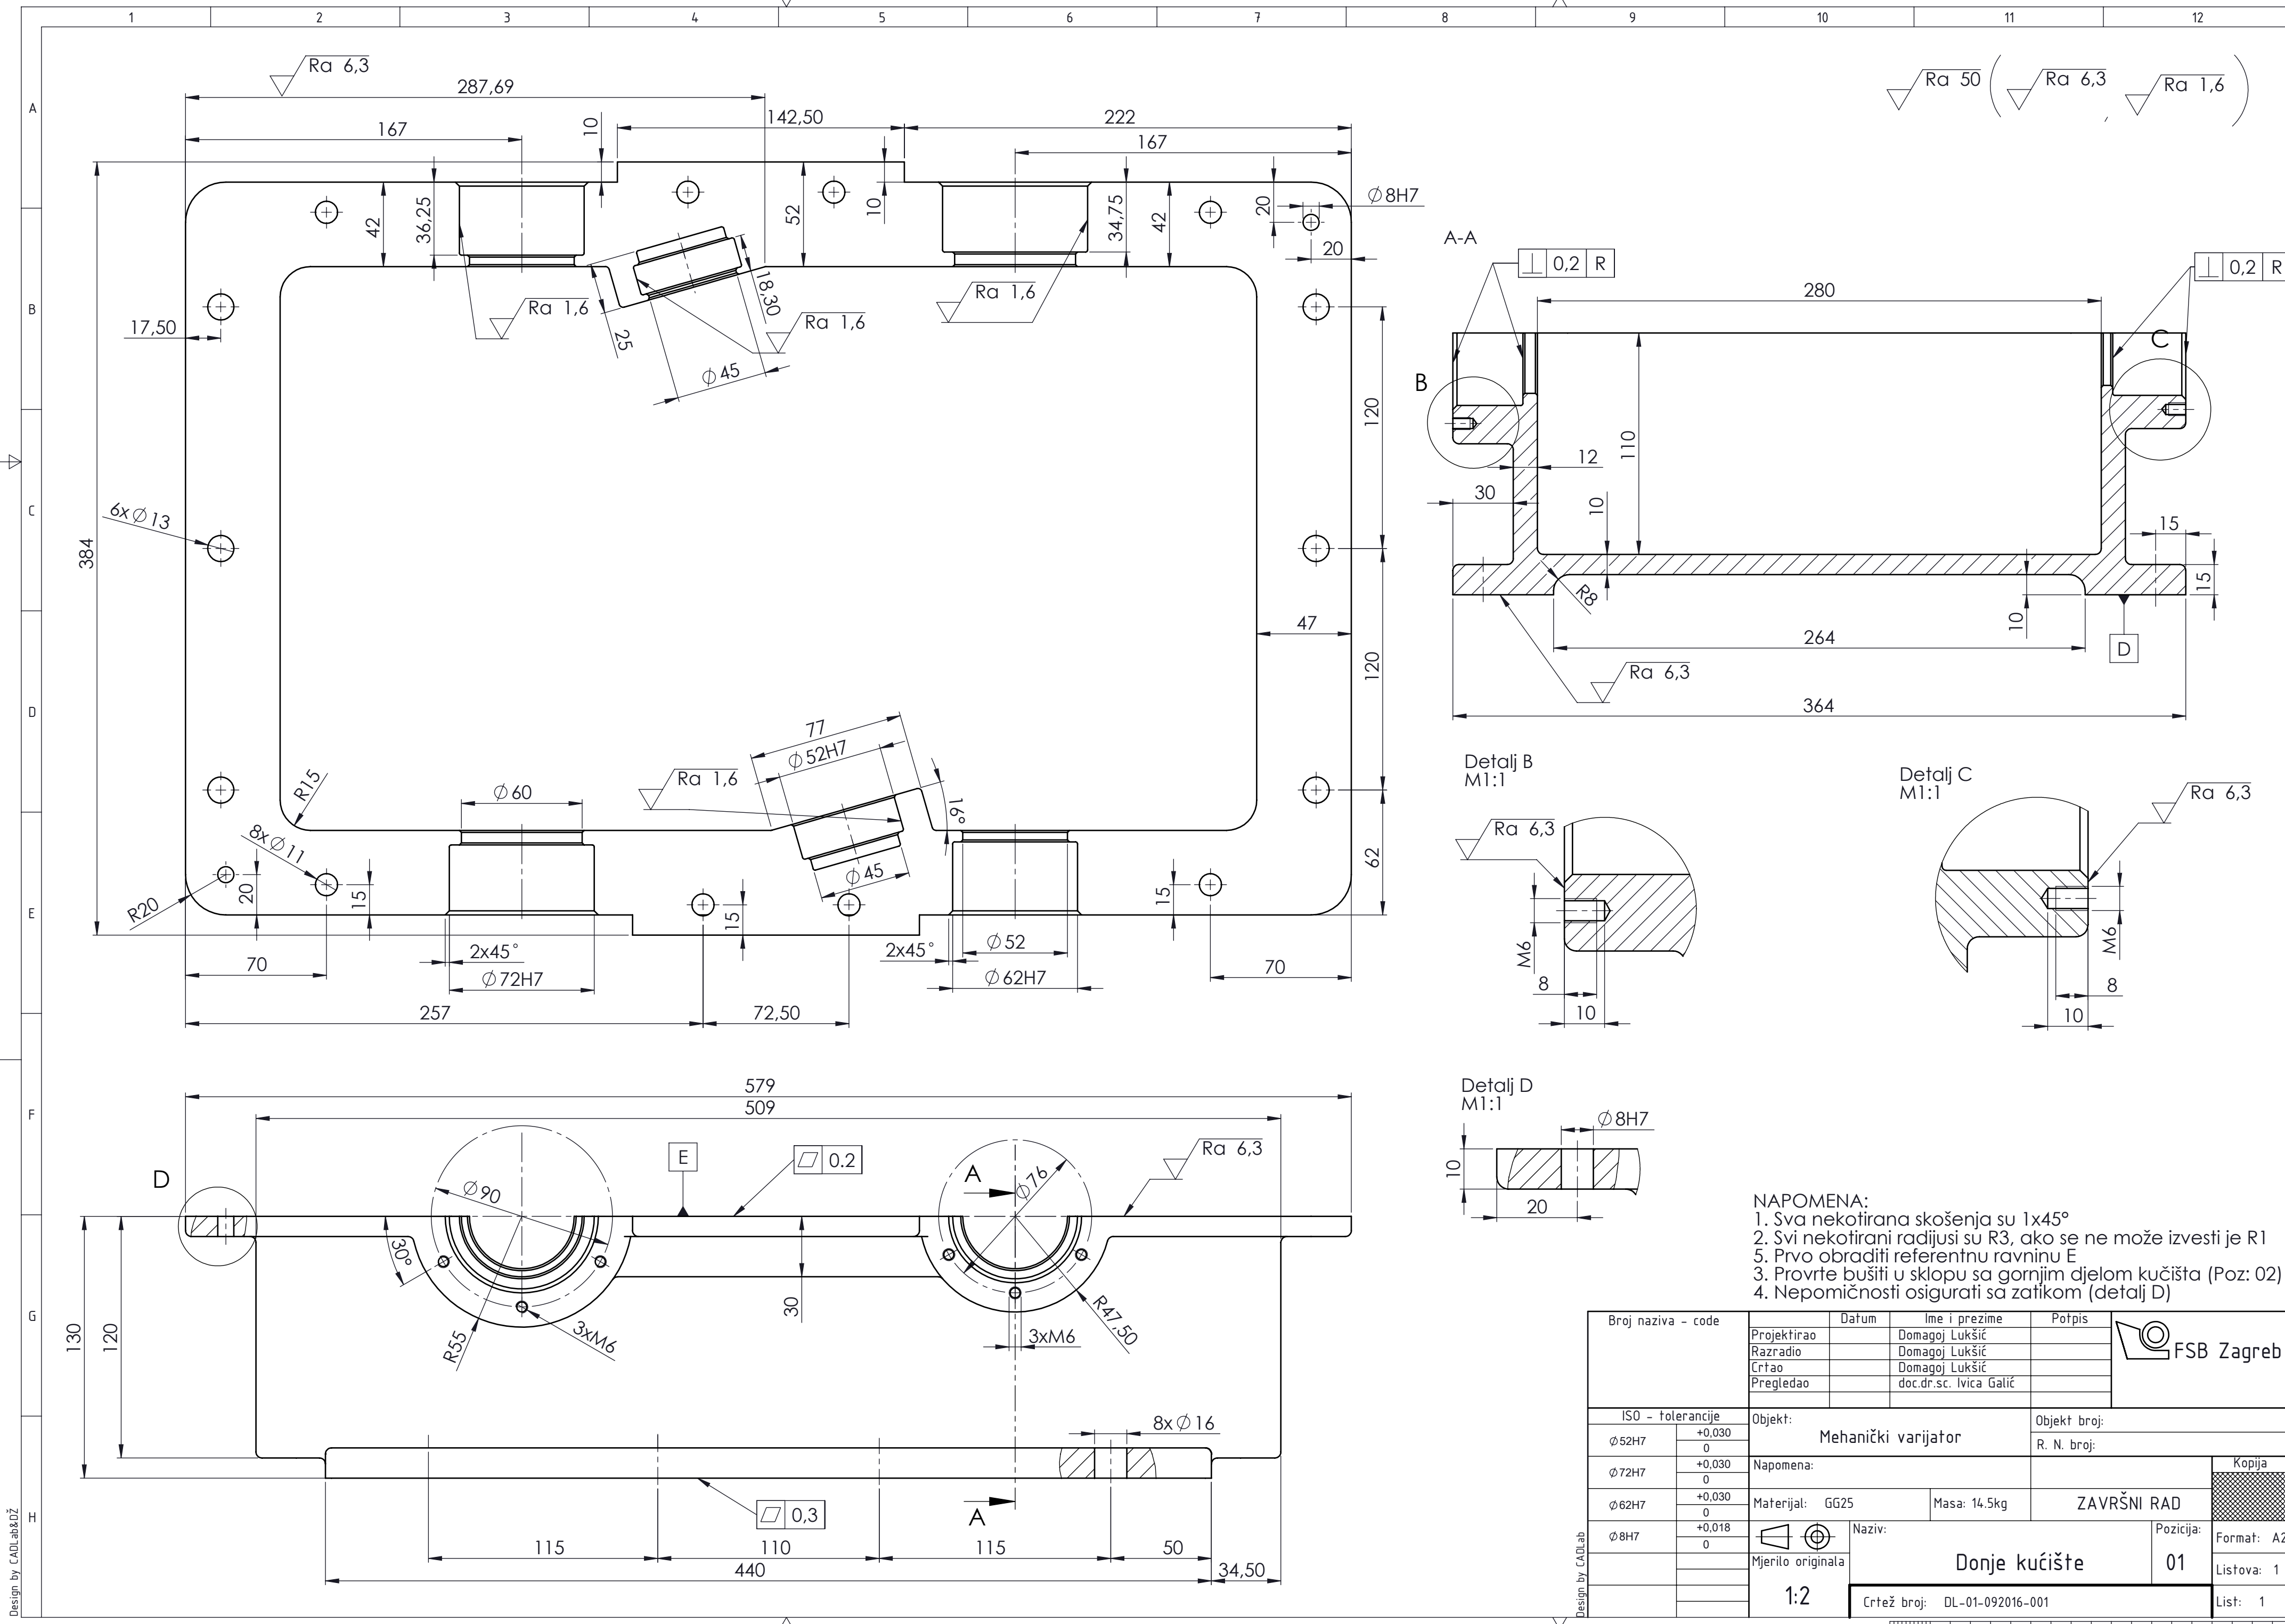 1 2 3 4 5 6 7 8 9 10 11 12
A
B
C
D
E
F
G
H
Ra 6,3
287,69
167
10
142,50
222
167
Ra 50
Ra 6,3
,
Ra 1,6
42
36,25
52
10
34,75
42
20
Ø8H7
20
18,30
25
Ra 1,6
Ra 1,6
Ra 1,6
Ø45
17,50
384
6xØ13
120
47
120
62
R15
Ø60
Ra 1,6
77
Ø52H7
16°
Ø45
8xØ11
R20
20
15
15
15
70
2x45°
Ø72H7
2x45°
Ø52
Ø62H7
70
257
72,50
A-A
⊥ 0,2 R
⊥ 0,2 R
280
B
C
110
12
30
10
15
15
R8
10
264
D
Ra 6,3
364
Detalj B
M1:1
Ra 6,3
M6
8
10
Detalj C
M1:1
Ra 6,3
M6
8
10
579
509
D
E
⏥ 0.2
Ra 6,3
A
Ø90
Ø76
30°
130
120
30
R55
3xM6
3xM6
R47,50
8xØ16
⏥ 0,3
A
115
110
115
50
440
34,50
Detalj D
M1:1
Ø8H7
10
20
NAPOMENA:
1. Sva nekotirana skošenja su 1x45°
2. Svi nekotirani radijusi su R3, ako se ne može izvesti je R1
5. Prvo obraditi referentnu ravninu E
3. Provrte bušiti u sklopu sa gornjim djelom kučišta (Poz: 02)
4. Nepomičnosti osigurati sa zatikom (detalj D)
Broj naziva - code
Datum Ime i prezime Potpis
Projektirao Domagoj Lukšić
Razradio Domagoj Lukšić
Crtao Domagoj Lukšić
Pregledao doc.dr.sc. Ivica Galić
FSB Zagreb
ISO - tolerancije
Ø52H7 +0,030 0
Ø72H7 +0,030 0
Ø62H7 +0,030 0
Ø8H7 +0,018 0
Objekt:
Mehanički varijator
Objekt broj:
R. N. broj:
Napomena:
Kopija
Materijal: GG25
Masa: 14.5kg
ZAVRŠNI RAD
Naziv:
Donje kućište
Pozicija:
01
Format: A2
Listova: 1
List: 1
Mjerilo originala
1:2
Crtež broj: DL-01-092016-001
Design by CADLab
Design by CADLab&DŽ